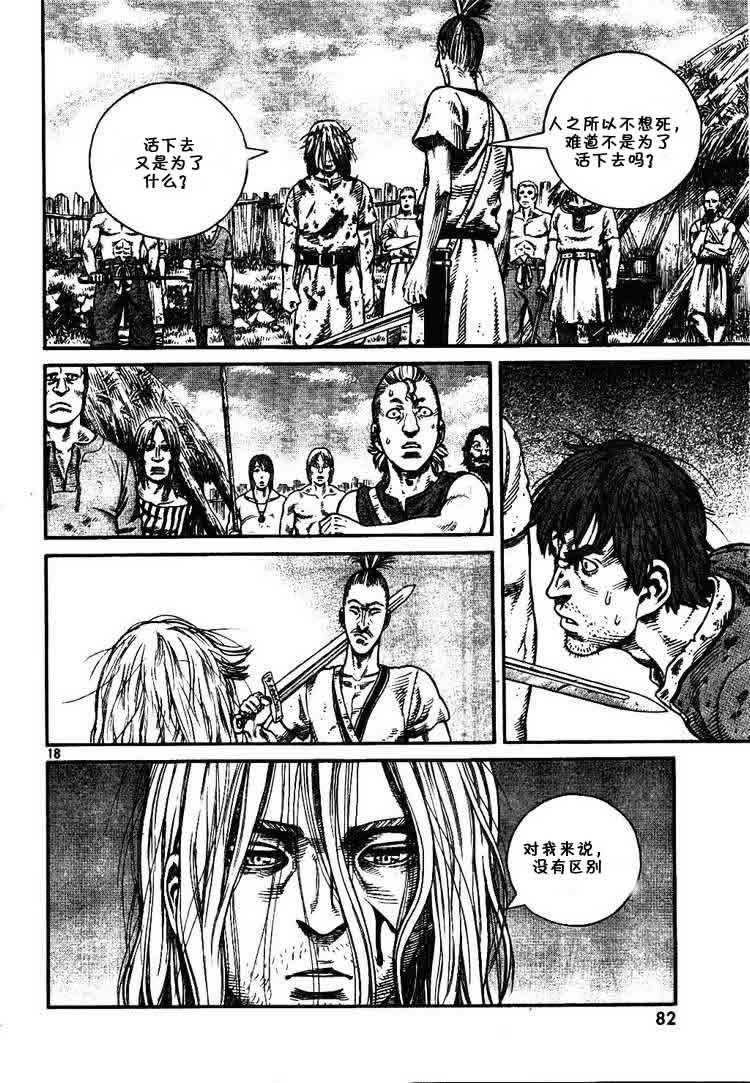 人之所以不想死，
难道不是为了
话下去吗？
话下去
又是为了
什么？
18
对我来说，
没有区别
82